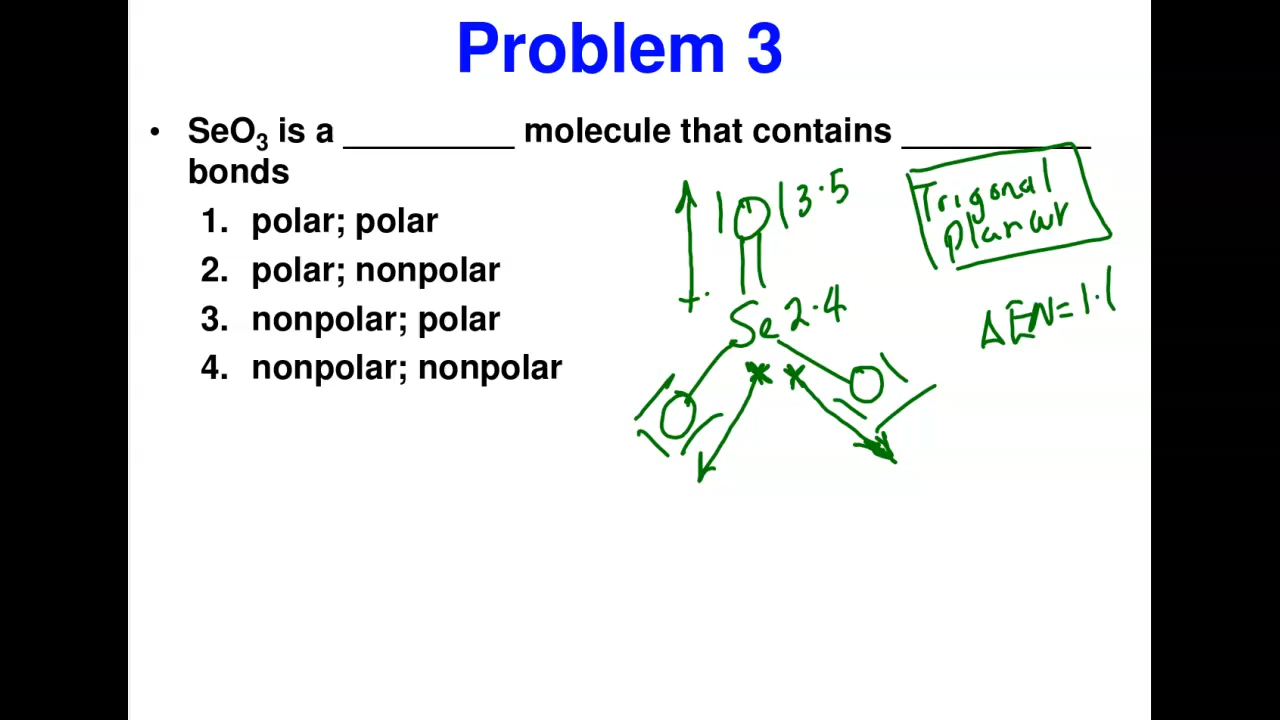 Problem 3
• SeO₃ is a _________ molecule that contains __________
bonds
1. polar; polar
2. polar; nonpolar
3. nonpolar; polar
4. nonpolar; nonpolar
Trigonal
planar
O 3.5
Se 2.4
ΔEN=1.1
O
O